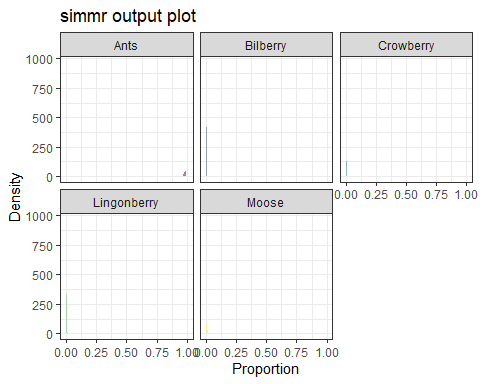 simmr output plot
Ants Bilberry Crowberry
1000
750
500
250
0
0.00 0.25 0.50 0.75 1.00
Density
Lingonberry Moose
1000
750
500
250
0
0.00 0.25 0.50 0.75 1.00 0.00 0.25 0.50 0.75 1.00
Proportion